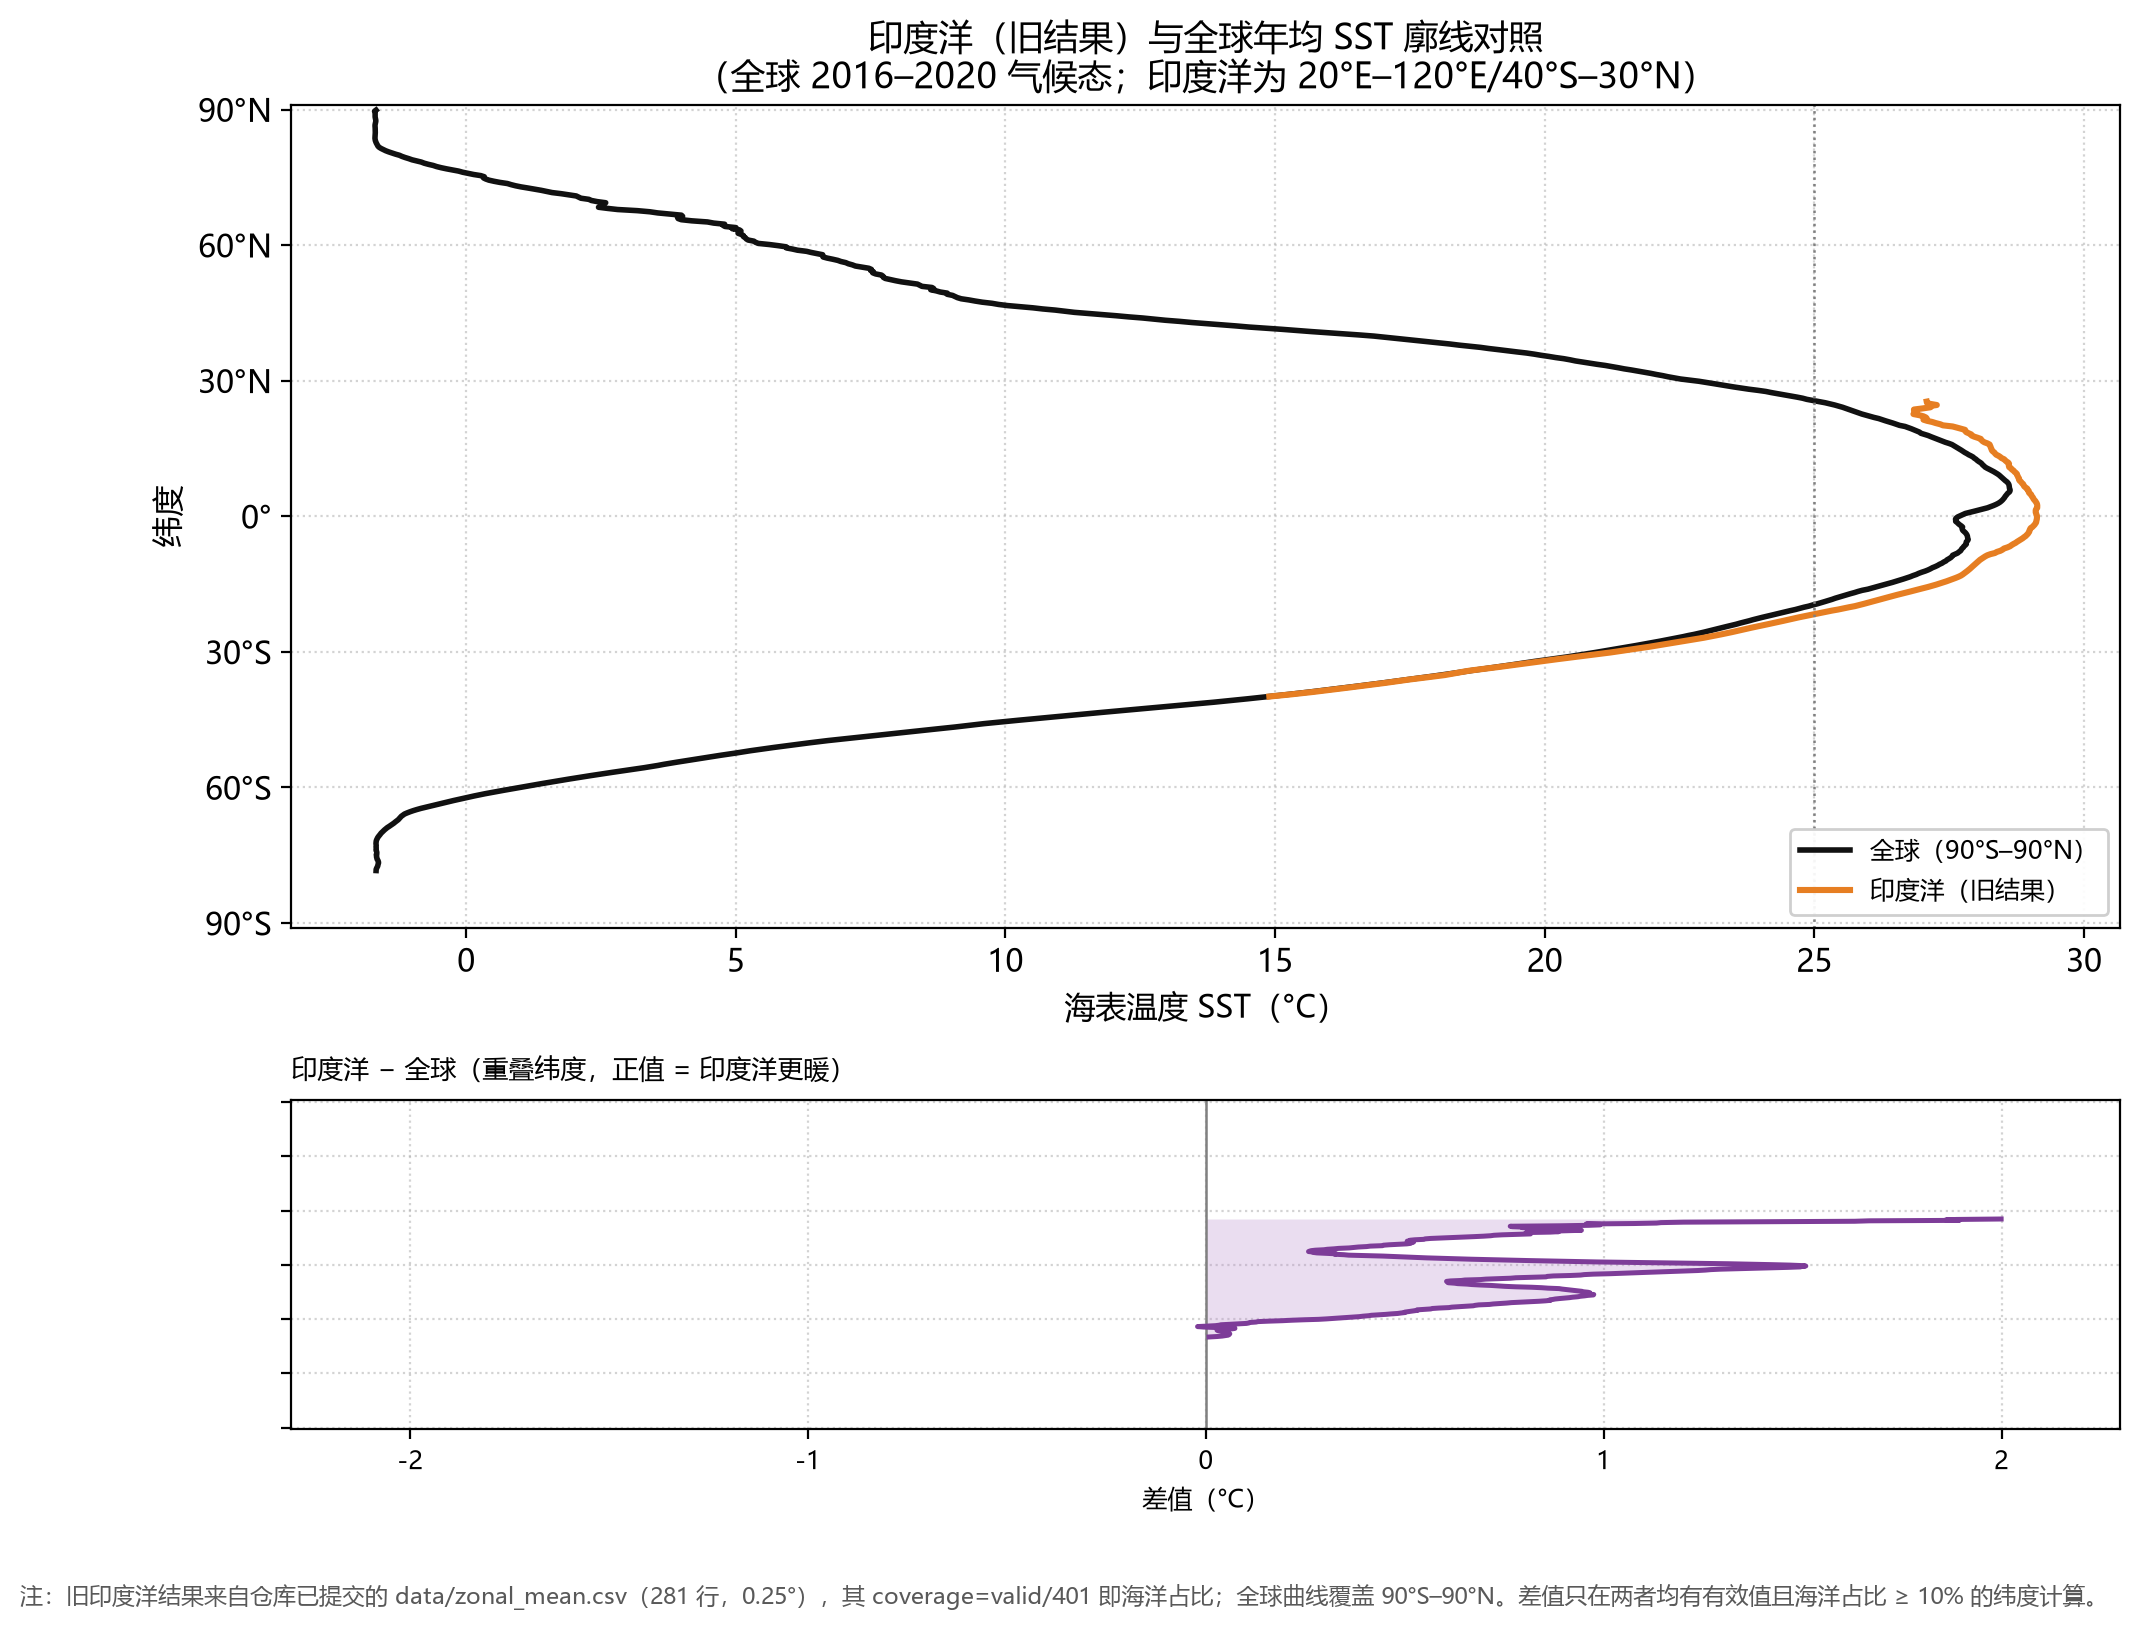 印度洋（旧结果）与全球年均 SST 廓线对照
（全球 2016–2020 气候态；印度洋为 20°E–120°E/40°S–30°N）
90°N
60°N
30°N
0°
30°S
60°S
90°S
纬度
全球（90°S–90°N）
印度洋（旧结果）
0 5 10 15 20 25 30
海表温度 SST（°C）
印度洋 − 全球（重叠纬度，正值 = 印度洋更暖）
-2 -1 0 1 2
差值（°C）
注：旧印度洋结果来自仓库已提交的 data/zonal_mean.csv（281 行，0.25°），其 coverage=valid/401 即海洋占比；全球曲线覆盖 90°S–90°N。差值只在两者均有有效值且海洋占比 ≥ 10% 的纬度计算。